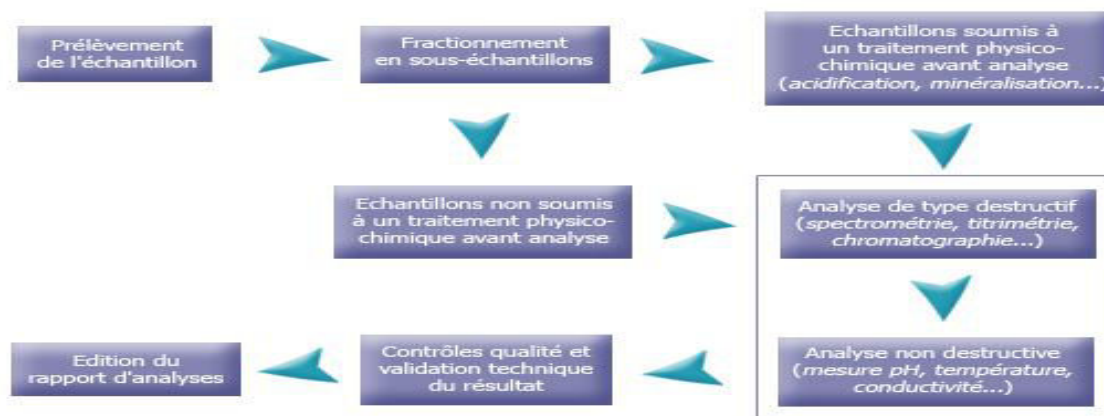 Prélèvement
de l'échantillon
Fractionnement
en sous-échantillons
Echantillons soumis à
un traitement physico-
chimique avant analyse
(acidification, minéralisation...)
Echantillons non soumis
à un traitement physico-
chimique avant analyse
Analyse de type destructif
(spectrométrie, titrimétrie,
chromatographie...)
Analyse non destructive
(mesure pH, température,
conductivité...)
Contrôles qualité et
validation technique
du résultat
Edition du
rapport d'analyses